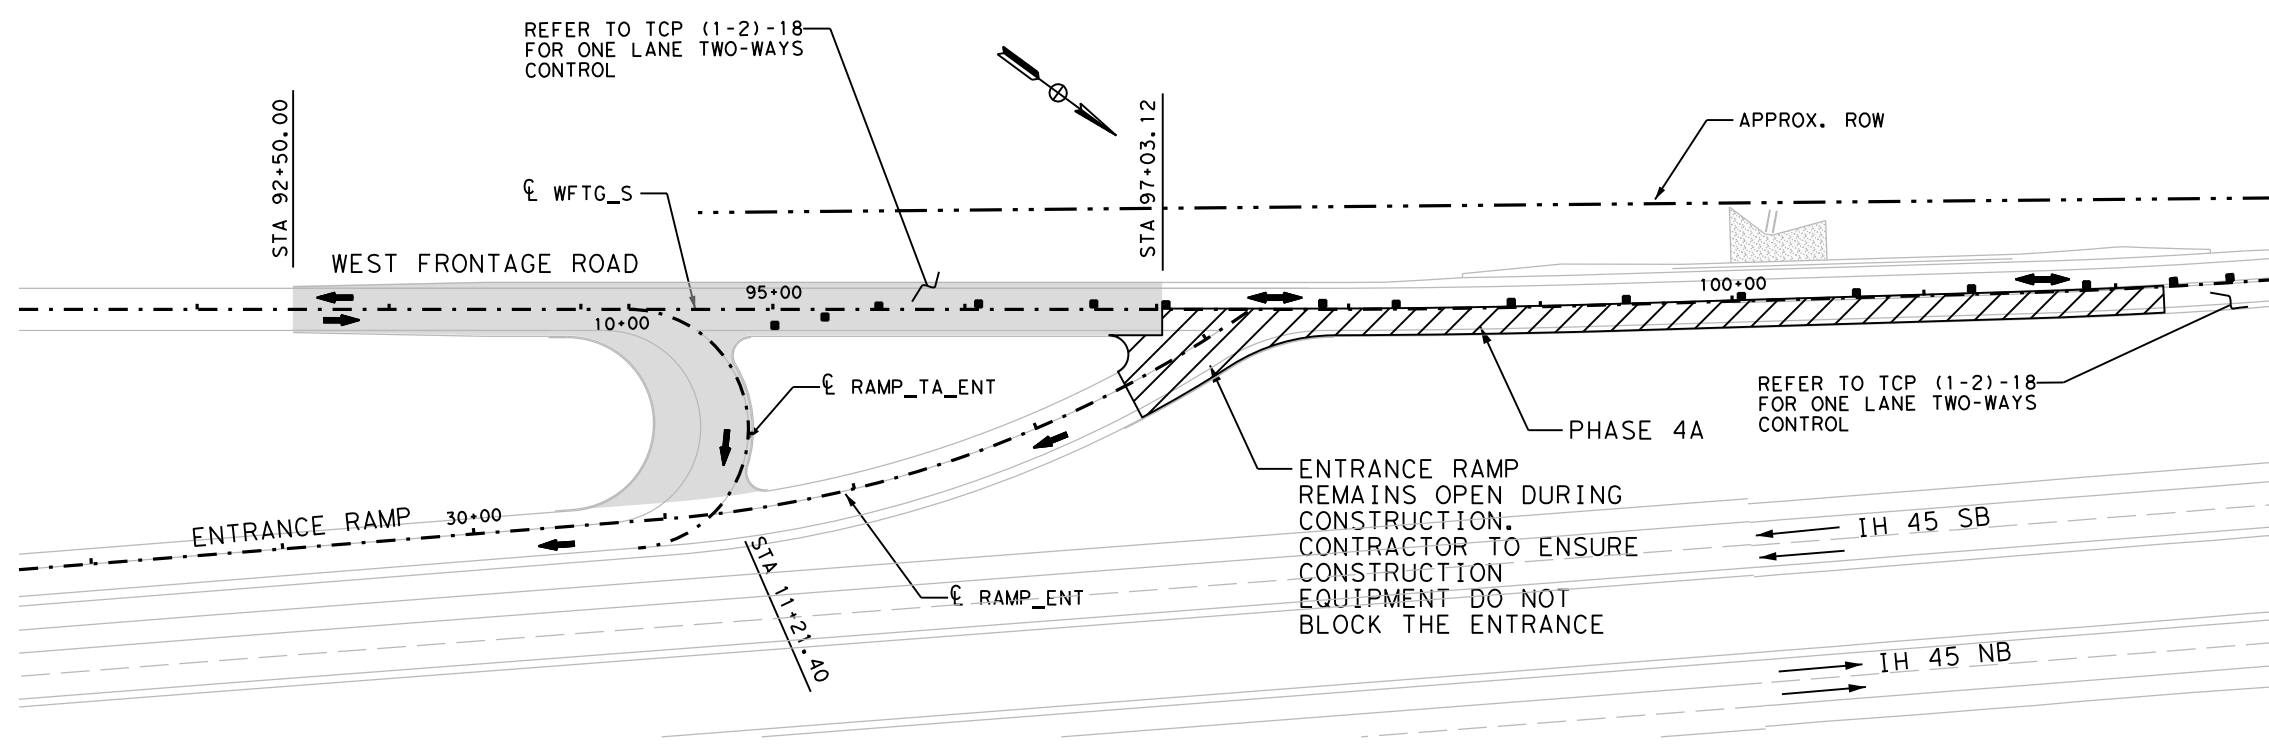 REFER TO TCP (1-2)-18
FOR ONE LANE TWO-WAYS
CONTROL
STA 92+50.00
STA 97+03.12
APPROX. ROW
℄ WFTG_S
WEST FRONTAGE ROAD
95+00
100+00
10+00
℄ RAMP_TA_ENT
REFER TO TCP (1-2)-18
FOR ONE LANE TWO-WAYS
CONTROL
PHASE 4A
ENTRANCE RAMP
REMAINS OPEN DURING
CONSTRUCTION.
CONTRACTOR TO ENSURE
CONSTRUCTION
EQUIPMENT DO NOT
BLOCK THE ENTRANCE
ENTRANCE RAMP
30+00
IH 45 SB
STA 11+21.40
℄ RAMP_ENT
IH 45 NB